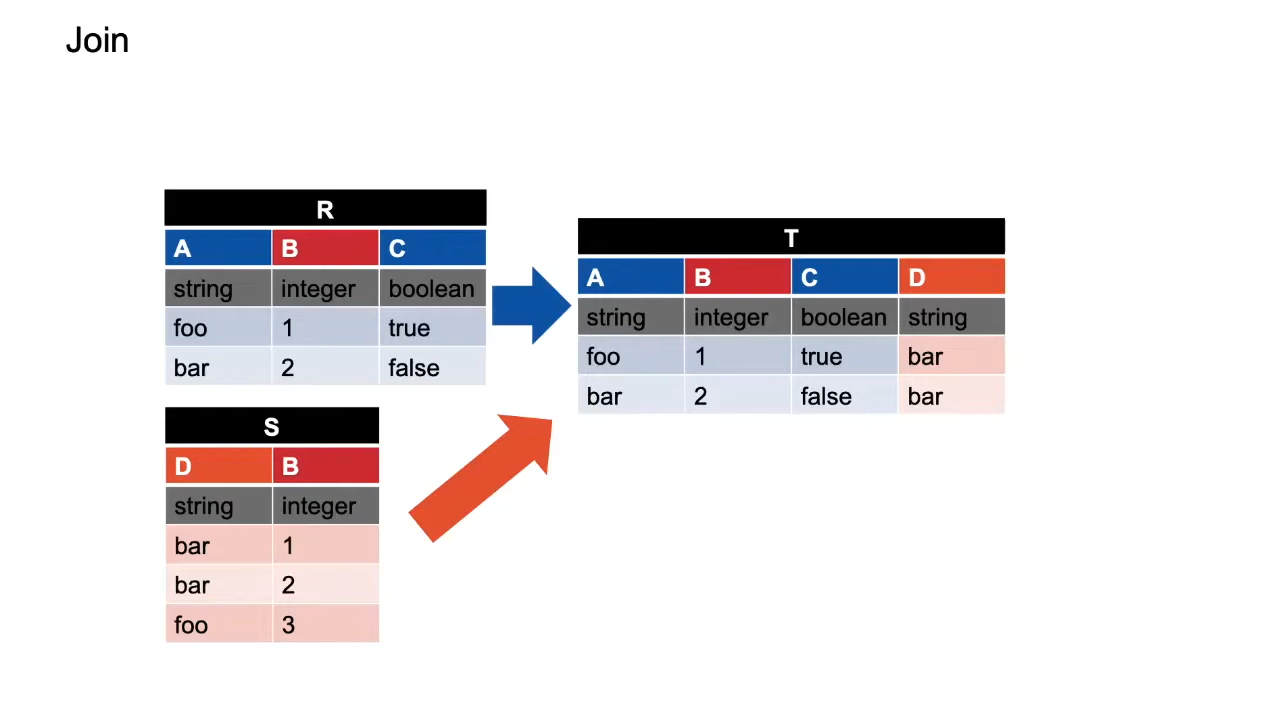 Join
R
A B C
string integer boolean
foo 1 true
bar 2 false
S
D B
string integer
bar 1
bar 2
foo 3
T
A B C D
string integer boolean string
foo 1 true bar
bar 2 false bar